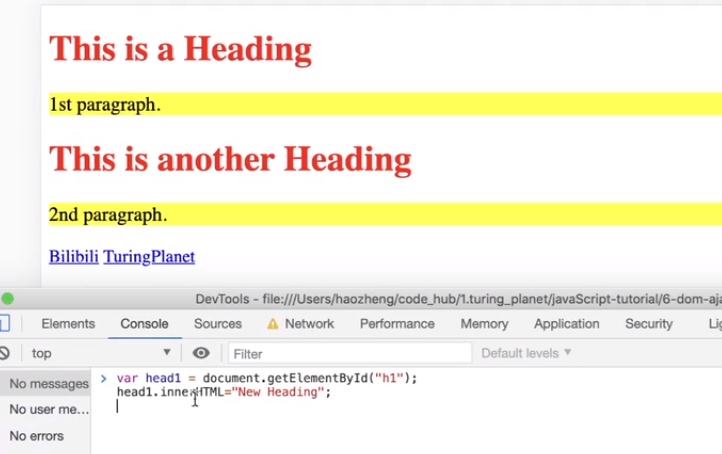 This is a Heading
1st paragraph.
This is another Heading
2nd paragraph.
Bilibili TuringPlanet
DevTools - file:///Users/haozheng/code_hub/1.turing_planet/javaScript-tutorial/6-dom-aja
Elements Console Sources Network Performance Memory Application Security Lig
top Filter Default levels
No messages
No user me...
No errors
var head1 = document.getElementById("h1");
head1.innerHTML="New Heading";